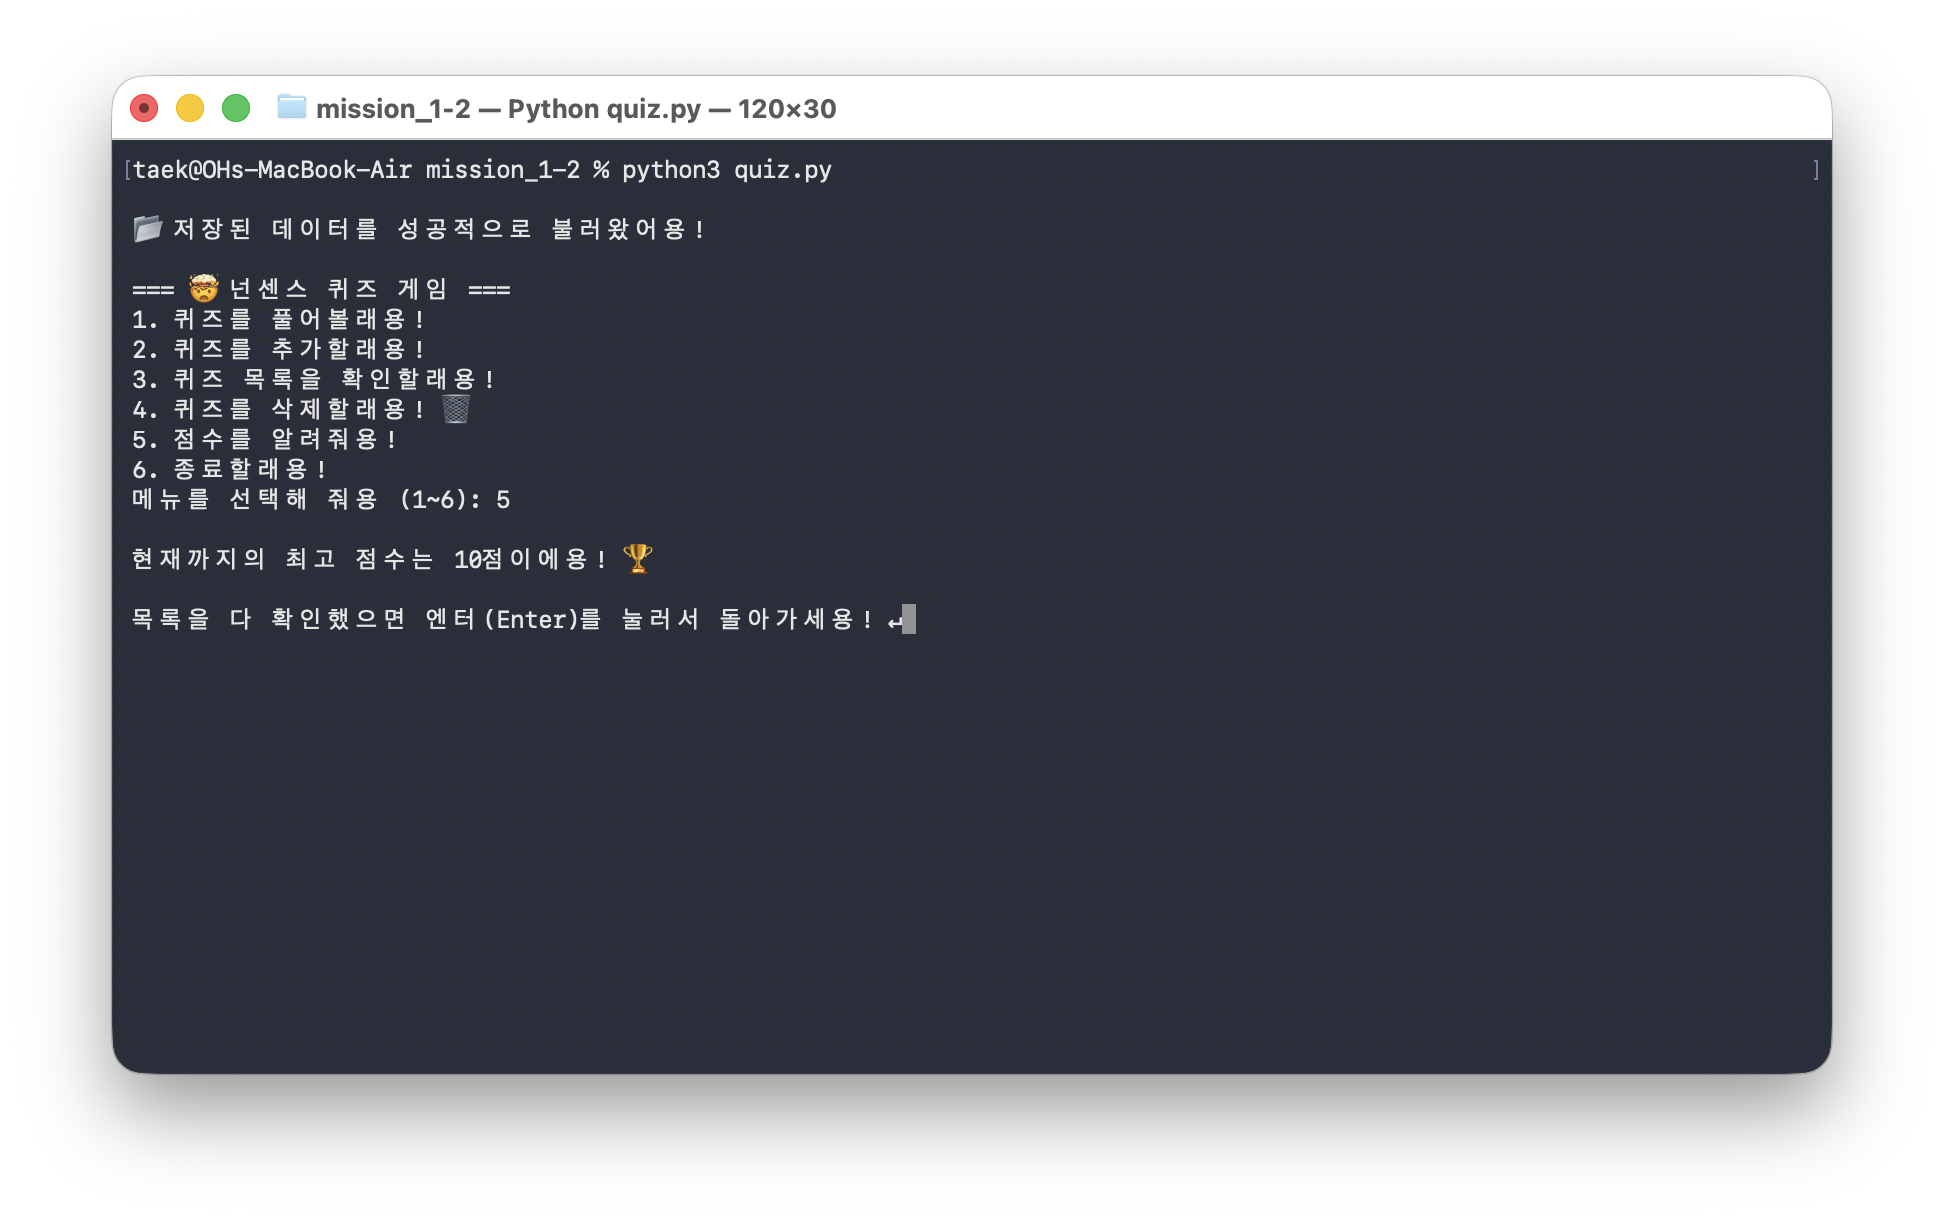 mission_1-2 — Python quiz.py — 120×30
[taek@OHs-MacBook-Air mission_1-2 % python3 quiz.py ]
📂 저장된 데이터를 성공적으로 불러왔어용!
=== 🤯 넌센스 퀴즈 게임 ===
1. 퀴즈를 풀어볼래용!
2. 퀴즈를 추가할래용!
3. 퀴즈 목록을 확인할래용!
4. 퀴즈를 삭제할래용! 🗑️
5. 점수를 알려줘용!
6. 종료할래용!
메뉴를 선택해 줘용 (1~6): 5
현재까지의 최고 점수는 10점이에용! 🏆
목록을 다 확인했으면 엔터(Enter)를 눌러서 돌아가세용! ↵